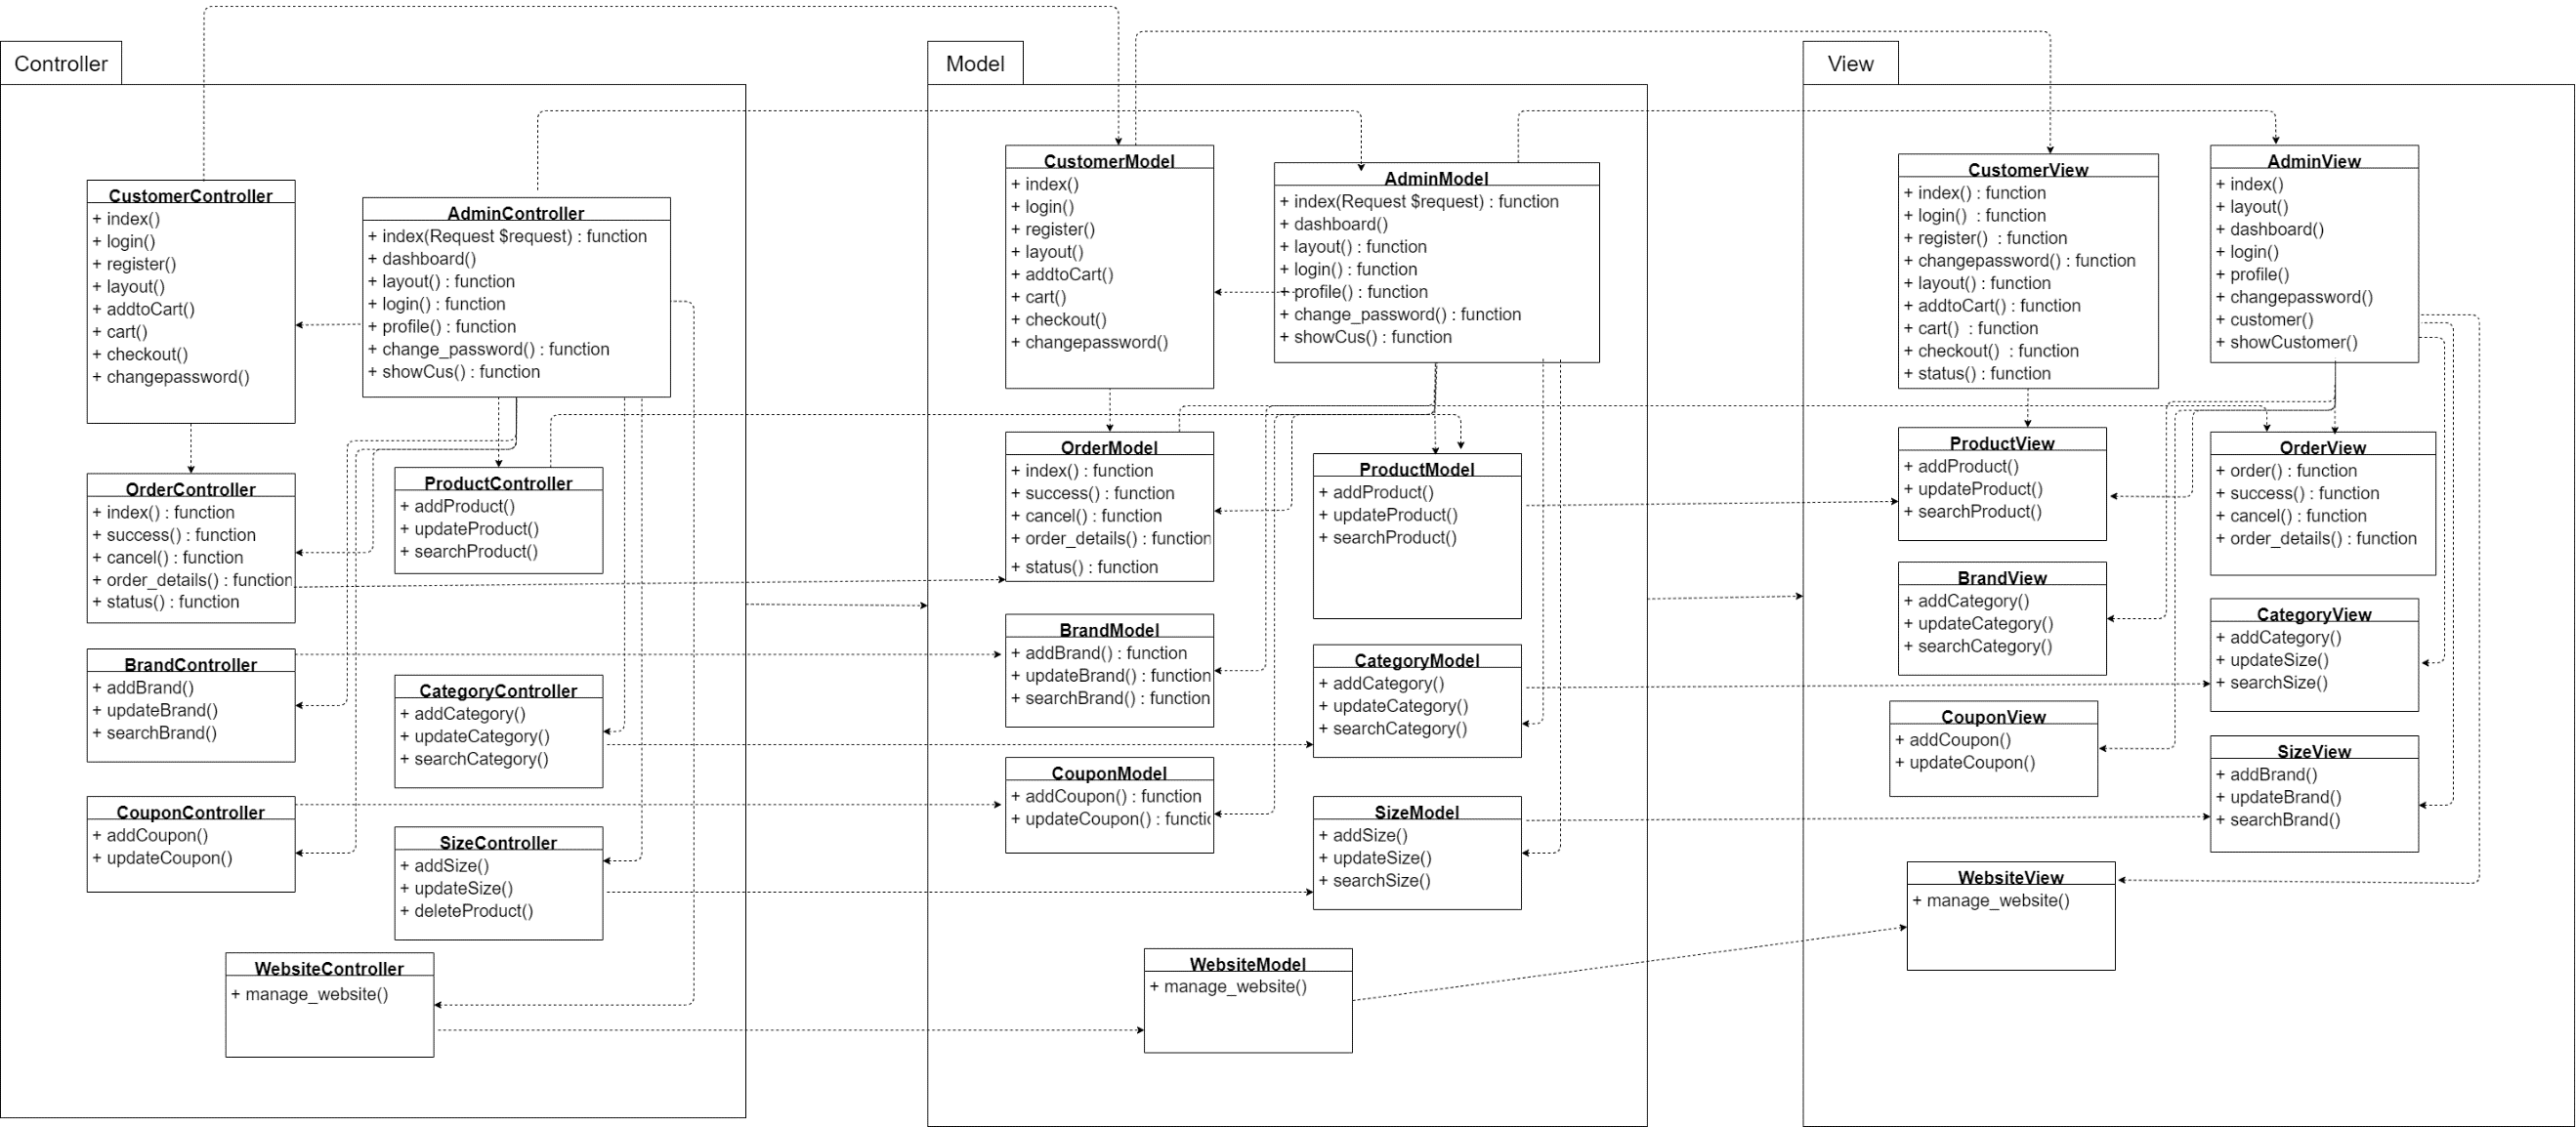 Controller
CustomerController
+ index()
+ login()
+ register()
+ layout()
+ addtoCart()
+ cart()
+ checkout()
+ changepassword()
AdminController
+ index(Request $request) : function
+ dashboard()
+ layout() : function
+ login() : function
+ profile() : function
+ change_password() : function
+ showCus() : function
OrderController
+ index() : function
+ success() : function
+ cancel() : function
+ order_details() : function
+ status() : function
ProductController
+ addProduct()
+ updateProduct()
+ searchProduct()
BrandController
+ addBrand()
+ updateBrand()
+ searchBrand()
CategoryController
+ addCategory()
+ updateCategory()
+ searchCategory()
CouponController
+ addCoupon()
+ updateCoupon()
SizeController
+ addSize()
+ updateSize()
+ deleteProduct()
WebsiteController
+ manage_website()
Model
CustomerModel
+ index()
+ login()
+ register()
+ layout()
+ addtoCart()
+ cart()
+ checkout()
+ changepassword()
AdminModel
+ index(Request $request) : function
+ dashboard()
+ layout() : function
+ login() : function
+ profile() : function
+ change_password() : function
+ showCus() : function
OrderModel
+ index() : function
+ success() : function
+ cancel() : function
+ order_details() : function
+ status() : function
ProductModel
+ addProduct()
+ updateProduct()
+ searchProduct()
BrandModel
+ addBrand() : function
+ updateBrand() : function
+ searchBrand() : function
CategoryModel
+ addCategory()
+ updateCategory()
+ searchCategory()
CouponModel
+ addCoupon() : function
+ updateCoupon() : functi
SizeModel
+ addSize()
+ updateSize()
+ searchSize()
WebsiteModel
+ manage_website()
View
CustomerView
+ index() : function
+ login() : function
+ register() : function
+ changepassword() : function
+ layout() : function
+ addtoCart() : function
+ cart() : function
+ checkout() : function
+ status() : function
AdminView
+ index()
+ layout()
+ dashboard()
+ login()
+ profile()
+ changepassword()
+ customer()
+ showCustomer()
ProductView
+ addProduct()
+ updateProduct()
+ searchProduct()
OrderView
+ order() : function
+ success() : function
+ cancel() : function
+ order_details() : function
BrandView
+ addCategory()
+ updateCategory()
+ searchCategory()
CategoryView
+ addCategory()
+ updateSize()
+ searchSize()
CouponView
+ addCoupon()
+ updateCoupon()
SizeView
+ addBrand()
+ updateBrand()
+ searchBrand()
WebsiteView
+ manage_website()